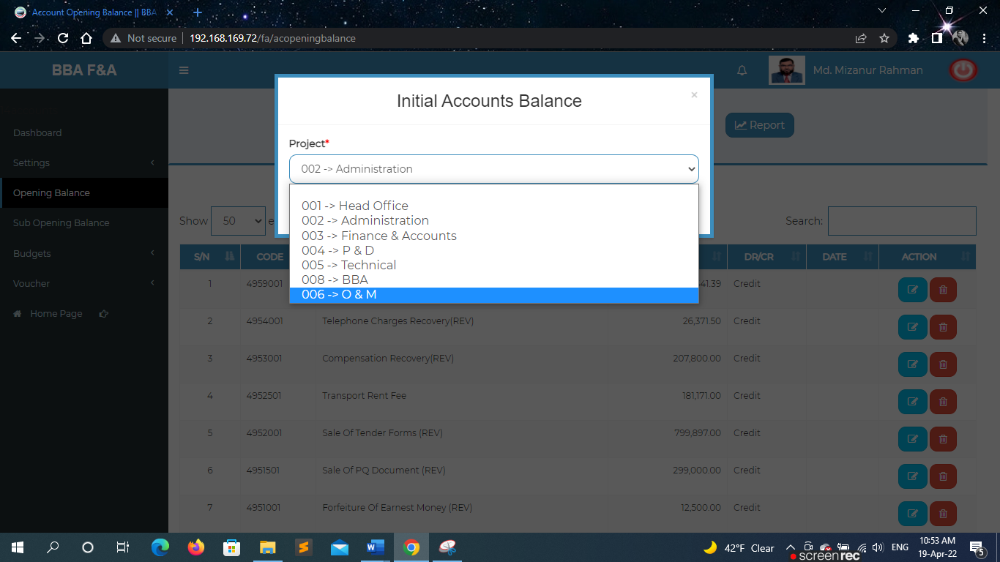 Account Opening Balance || BBA
Not secure 192.168.169.72/fa/acopeningbalance
BBA F&A
Md. Mizanur Rahman
Initial Accounts Balance
×
Report
Project*
002 -> Administration
001 -> Head Office
002 -> Administration
003 -> Finance & Accounts
004 -> P & D
005 -> Technical
008 -> BBA
006 -> O & M
Dashboard
Settings
Opening Balance
Sub Opening Balance
Budgets
Voucher
Home Page
Show 50 e
Search:
S/N CODE DR/CR DATE ACTION
1 4959001 41.39 Credit
2 4954001 Telephone Charges Recovery(REV) 26,371.50 Credit
3 4953001 Compensation Recovery(REV) 207,800.00 Credit
4 4952501 Transport Rent Fee 181,171.00 Credit
5 4952001 Sale Of Tender Forms (REV) 799,897.00 Credit
6 4951501 Sale Of PQ Document (REV) 299,000.00 Credit
7 4951001 Forfeiture Of Earnest Money (REV) 12,500.00 Credit
42°F Clear ENG 10:53 AM
19-Apr-22 5
screenrec